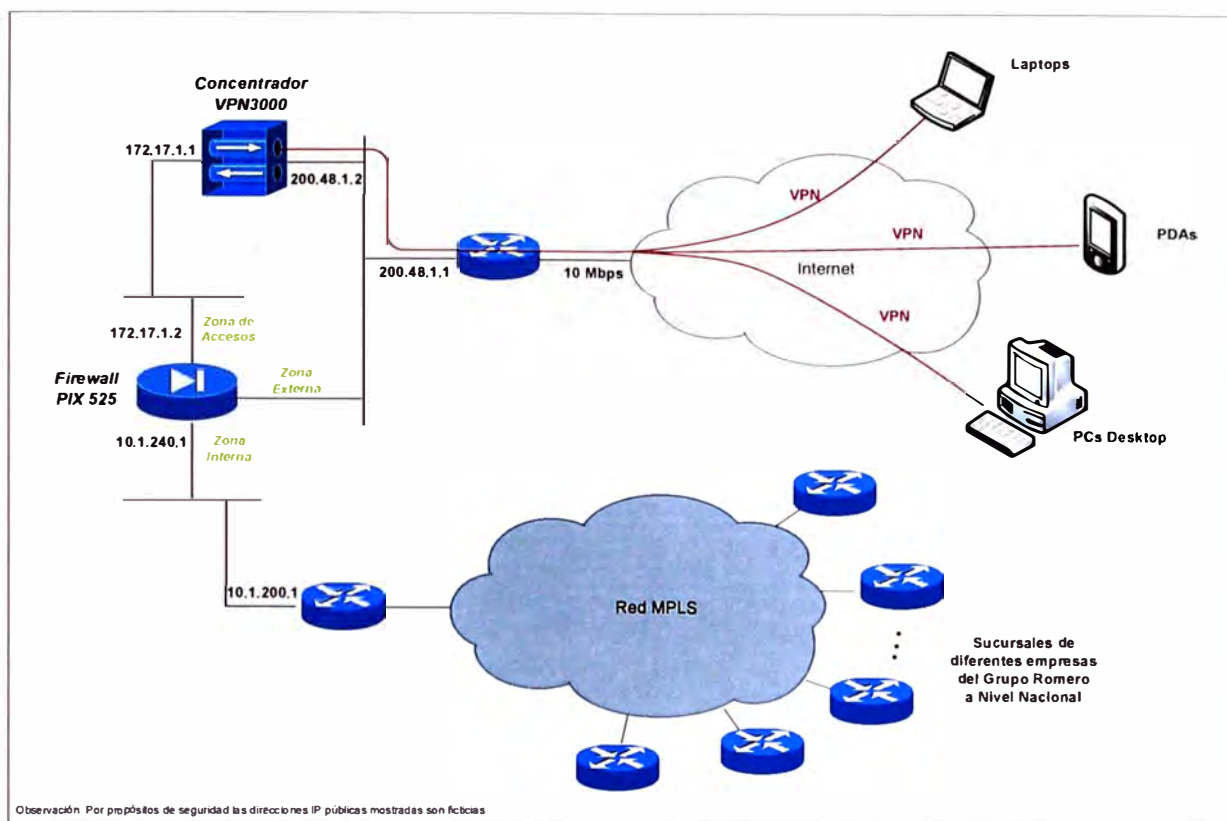 Concentrador
VPN3000
172.17.1.1
200.48.1.2
200.48.1.1
10 Mbps
Internet
VPN
VPN
VPN
Laptops
PDAs
PCs Desktop
172.17.1.2
Zona de
Accesos
Firewall
PIX 525
Zona
Externa
10.1.240.1
Zona
Interna
10.1.200.1
Red MPLS
Sucursales de
diferentes empresas
del Grupo Romero
a Nivel Nacional
Observación Por propósitos de seguridad las direcciones IP públicas mostradas son ficticias